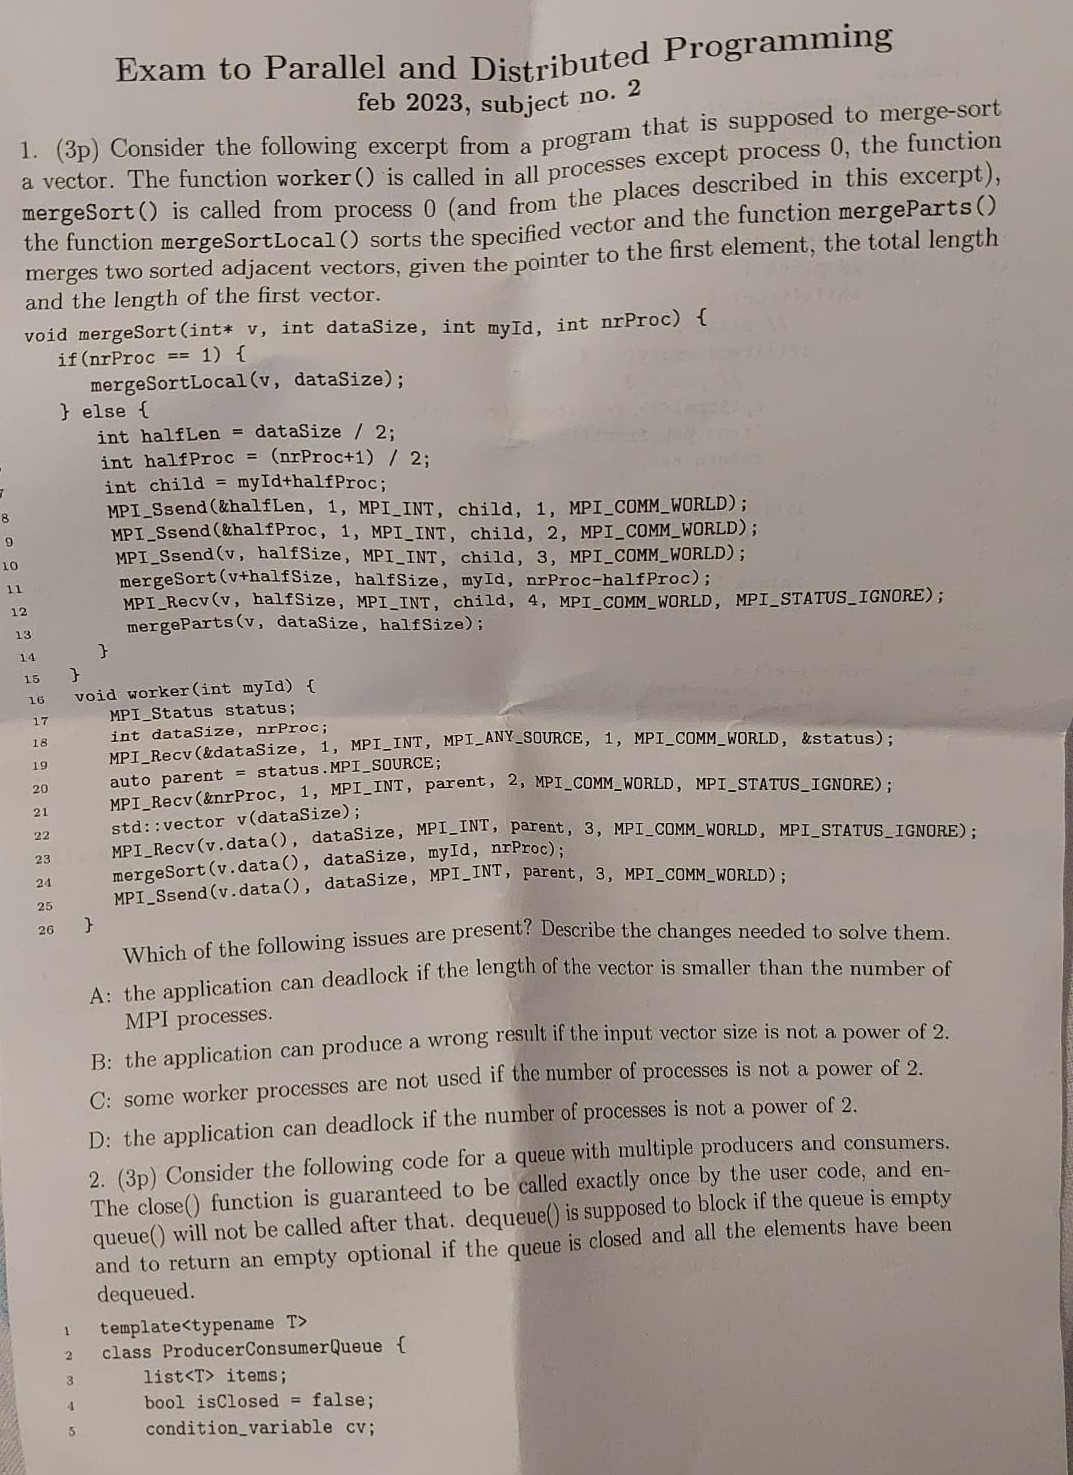 Exam to Parallel and Distributed Programming
feb 2023, subject no. 2
1. (3p) Consider the following excerpt from a program that is supposed to merge-sort
a vector. The function worker() is called in all processes except process 0, the function
mergeSort() is called from process 0 (and from the places described in this excerpt),
the function mergeSortLocal() sorts the specified vector and the function mergeParts()
merges two sorted adjacent vectors, given the pointer to the first element, the total length
and the length of the first vector.
void mergeSort(int* v, int dataSize, int myId, int nrProc) {
if(nrProc == 1) {
mergeSortLocal(v, dataSize);
} else {
int halfLen = dataSize / 2;
int halfProc = (nrProc+1) / 2;
7 int child = myId+halfProc;
8 MPI_Ssend(&halfLen, 1, MPI_INT, child, 1, MPI_COMM_WORLD);
9 MPI_Ssend(&halfProc, 1, MPI_INT, child, 2, MPI_COMM_WORLD);
10 MPI_Ssend(v, halfSize, MPI_INT, child, 3, MPI_COMM_WORLD);
11 mergeSort(v+halfSize, halfSize, myId, nrProc-halfProc);
12 MPI_Recv(v, halfSize, MPI_INT, child, 4, MPI_COMM_WORLD, MPI_STATUS_IGNORE);
13 mergeParts(v, dataSize, halfSize);
14 }
15 }
16 void worker(int myId) {
17 MPI_Status status;
18 int dataSize, nrProc;
19 MPI_Recv(&dataSize, 1, MPI_INT, MPI_ANY_SOURCE, 1, MPI_COMM_WORLD, &status);
20 auto parent = status.MPI_SOURCE;
21 MPI_Recv(&nrProc, 1, MPI_INT, parent, 2, MPI_COMM_WORLD, MPI_STATUS_IGNORE);
22 std::vector v(dataSize);
23 MPI_Recv(v.data(), dataSize, MPI_INT, parent, 3, MPI_COMM_WORLD, MPI_STATUS_IGNORE);
24 mergeSort(v.data(), dataSize, myId, nrProc);
25 MPI_Ssend(v.data(), dataSize, MPI_INT, parent, 3, MPI_COMM_WORLD);
26 }
Which of the following issues are present? Describe the changes needed to solve them.
A: the application can deadlock if the length of the vector is smaller than the number of
MPI processes.
B: the application can produce a wrong result if the input vector size is not a power of 2.
C: some worker processes are not used if the number of processes is not a power of 2.
D: the application can deadlock if the number of processes is not a power of 2.
2. (3p) Consider the following code for a queue with multiple producers and consumers.
The close() function is guaranteed to be called exactly once by the user code, and en-
queue() will not be called after that. dequeue() is supposed to block if the queue is empty
and to return an empty optional if the queue is closed and all the elements have been
dequeued.
1 template<typename T>
2 class ProducerConsumerQueue {
3 list<T> items;
4 bool isClosed = false;
5 condition_variable cv;